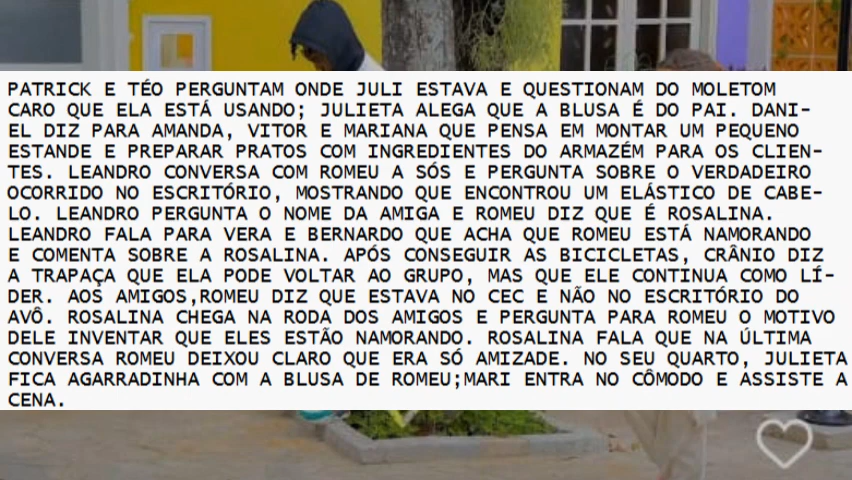 PATRICK E TÉO PERGUNTAM ONDE JULI ESTAVA E QUESTIONAM DO MOLETOM
CARO QUE ELA ESTÁ USANDO; JULIETA ALEGA QUE A BLUSA É DO PAI. DANI-
EL DIZ PARA AMANDA, VITOR E MARIANA QUE PENSA EM MONTAR UM PEQUENO
ESTANDE E PREPARAR PRATOS COM INGREDIENTES DO ARMAZÉM PARA OS CLIEN-
TES. LEANDRO CONVERSA COM ROMEU A SÓS E PERGUNTA SOBRE O VERDADEIRO
OCORRIDO NO ESCRITÓRIO, MOSTRANDO QUE ENCONTROU UM ELÁSTICO DE CABE-
LO. LEANDRO PERGUNTA O NOME DA AMIGA E ROMEU DIZ QUE É ROSALINA.
LEANDRO FALA PARA VERA E BERNARDO QUE ACHA QUE ROMEU ESTÁ NAMORANDO
E COMENTA SOBRE A ROSALINA. APÓS CONSEGUIR AS BICICLETAS, CRÂNIO DIZ
A TRAPAÇA QUE ELA PODE VOLTAR AO GRUPO, MAS QUE ELE CONTINUA COMO LÍ-
DER. AOS AMIGOS,ROMEU DIZ QUE ESTAVA NO CEC E NÃO NO ESCRITÓRIO DO
AVÔ. ROSALINA CHEGA NA RODA DOS AMIGOS E PERGUNTA PARA ROMEU O MOTIVO
DELE INVENTAR QUE ELES ESTÃO NAMORANDO. ROSALINA FALA QUE NA ÚLTIMA
CONVERSA ROMEU DEIXOU CLARO QUE ERA SÓ AMIZADE. NO SEU QUARTO, JULIETA
FICA AGARRADINHA COM A BLUSA DE ROMEU;MARI ENTRA NO CÔMODO E ASSISTE A
CENA.